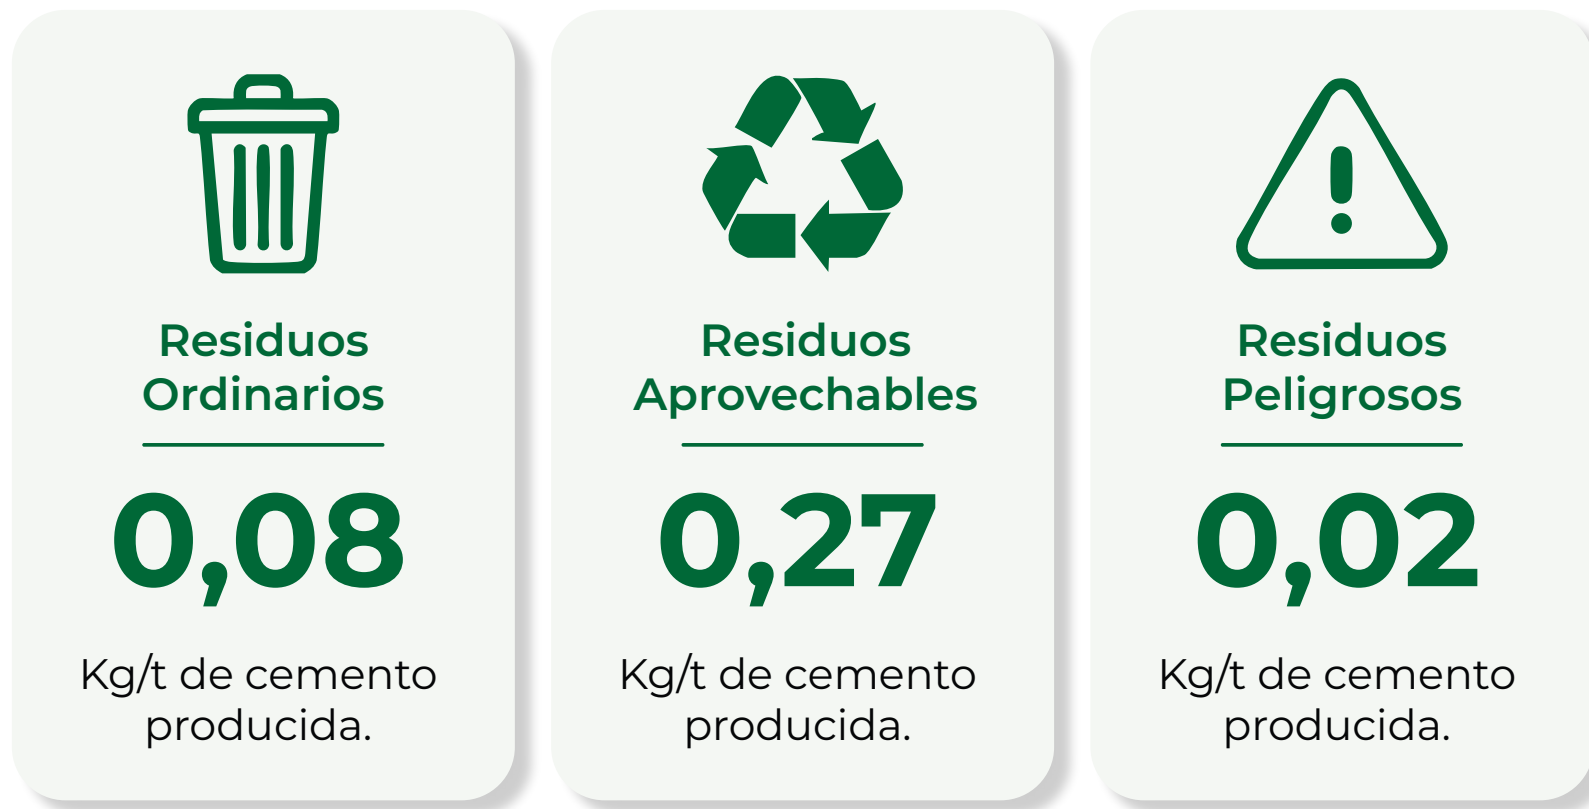 Residuos
Ordinarios
0,08
Kg/t de cemento
producida.
Residuos
Aprovechables
0,27
Kg/t de cemento
producida.
Residuos
Peligrosos
0,02
Kg/t de cemento
producida.